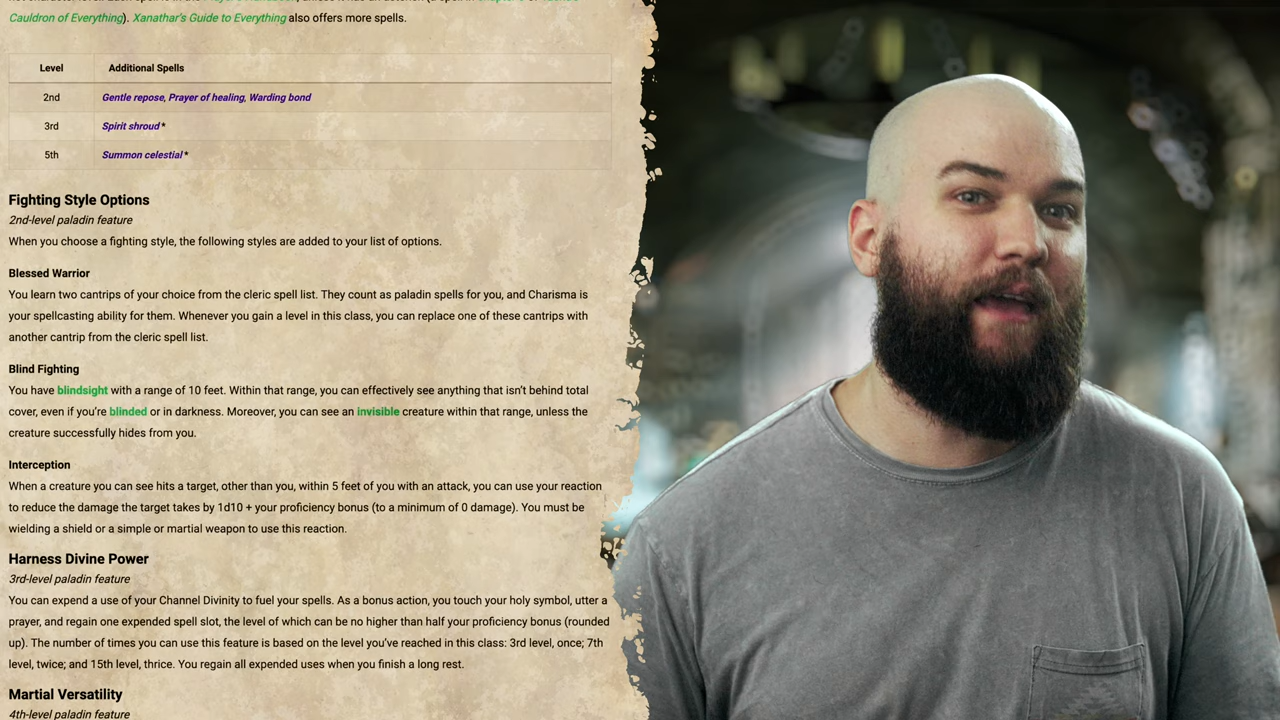 Cauldron of Everything). Xanathar's Guide to Everything also offers more spells.
Level Additional Spells
2nd Gentle repose, Prayer of healing, Warding bond
3rd Spirit shroud *
5th Summon celestial *
Fighting Style Options
2nd-level paladin feature
When you choose a fighting style, the following styles are added to your list of options.
Blessed Warrior
You learn two cantrips of your choice from the cleric spell list. They count as paladin spells for you, and Charisma is
your spellcasting ability for them. Whenever you gain a level in this class, you can replace one of these cantrips with
another cantrip from the cleric spell list.
Blind Fighting
You have blindsight with a range of 10 feet. Within that range, you can effectively see anything that isn't behind total
cover, even if you're blinded or in darkness. Moreover, you can see an invisible creature within that range, unless the
creature successfully hides from you.
Interception
When a creature you can see hits a target, other than you, within 5 feet of you with an attack, you can use your reaction
to reduce the damage the target takes by 1d10 + your proficiency bonus (to a minimum of 0 damage). You must be
wielding a shield or a simple or martial weapon to use this reaction.
Harness Divine Power
3rd-level paladin feature
You can expend a use of your Channel Divinity to fuel your spells. As a bonus action, you touch your holy symbol, utter a
prayer, and regain one expended spell slot, the level of which can be no higher than half your proficiency bonus (rounded
up). The number of times you can use this feature is based on the level you've reached in this class: 3rd level, once; 7th
level, twice; and 15th level, thrice. You regain all expended uses when you finish a long rest.
Martial Versatility
4th-level paladin feature